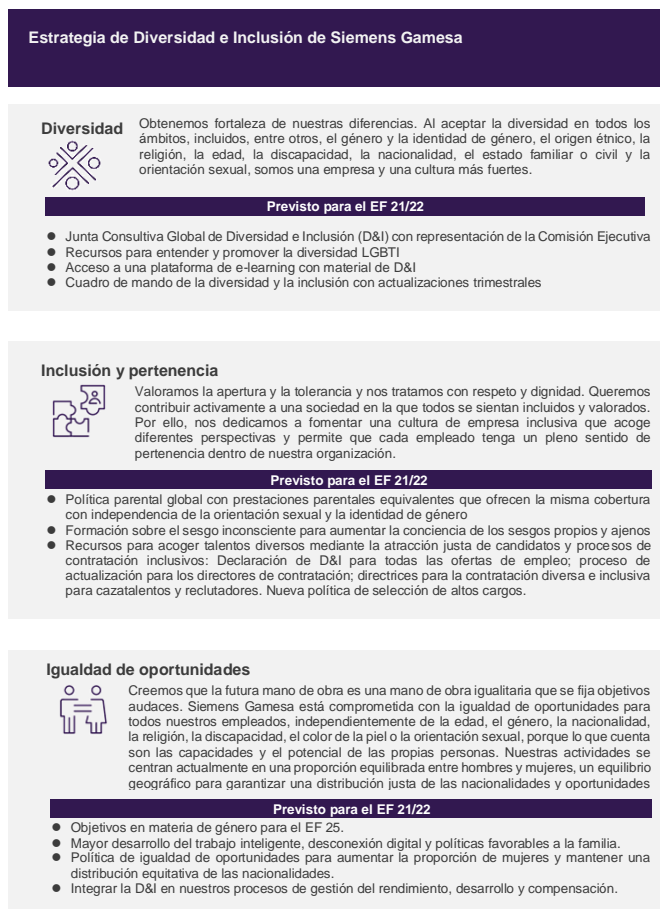 Estrategia de Diversidad e Inclusión de Siemens Gamesa
Diversidad
Obtenemos fortaleza de nuestras diferencias. Al aceptar la diversidad en todos los
ámbitos, incluidos, entre otros, el género y la identidad de género, el origen étnico, la
religión, la edad, la discapacidad, la nacionalidad, el estado familiar o civil y la
orientación sexual, somos una empresa y una cultura más fuertes.
Previsto para el EF 21/22
● Junta Consultiva Global de Diversidad e Inclusión (D&I) con representación de la Comisión Ejecutiva
● Recursos para entender y promover la diversidad LGBTI
● Acceso a una plataforma de e-learning con material de D&I
● Cuadro de mando de la diversidad y la inclusión con actualizaciones trimestrales
Inclusión y pertenencia
Valoramos la apertura y la tolerancia y nos tratamos con respeto y dignidad. Queremos
contribuir activamente a una sociedad en la que todos se sientan incluidos y valorados.
Por ello, nos dedicamos a fomentar una cultura de empresa inclusiva que acoge
diferentes perspectivas y permite que cada empleado tenga un pleno sentido de
pertenencia dentro de nuestra organización.
Previsto para el EF 21/22
● Política parental global con prestaciones parentales equivalentes que ofrecen la misma cobertura
con independencia de la orientación sexual y la identidad de género
● Formación sobre el sesgo inconsciente para aumentar la conciencia de los sesgos propios y ajenos
● Recursos para acoger talentos diversos mediante la atracción justa de candidatos y procesos de
contratación inclusivos: Declaración de D&I para todas las ofertas de empleo; proceso de
actualización para los directores de contratación; directrices para la contratación diversa e inclusiva
para cazatalentos y reclutadores. Nueva política de selección de altos cargos.
Igualdad de oportunidades
Creemos que la futura mano de obra es una mano de obra igualitaria que se fija objetivos
audaces. Siemens Gamesa está comprometida con la igualdad de oportunidades para
todos nuestros empleados, independientemente de la edad, el género, la nacionalidad,
la religión, la discapacidad, el color de la piel o la orientación sexual, porque lo que cuenta
son las capacidades y el potencial de las propias personas. Nuestras actividades se
centran actualmente en una proporción equilibrada entre hombres y mujeres, un equilibrio
geográfico para garantizar una distribución justa de las nacionalidades y oportunidades
Previsto para el EF 21/22
● Objetivos en materia de género para el EF 25.
● Mayor desarrollo del trabajo inteligente, desconexión digital y políticas favorables a la familia.
● Política de igualdad de oportunidades para aumentar la proporción de mujeres y mantener una
distribución equitativa de las nacionalidades.
● Integrar la D&I en nuestros procesos de gestión del rendimiento, desarrollo y compensación.